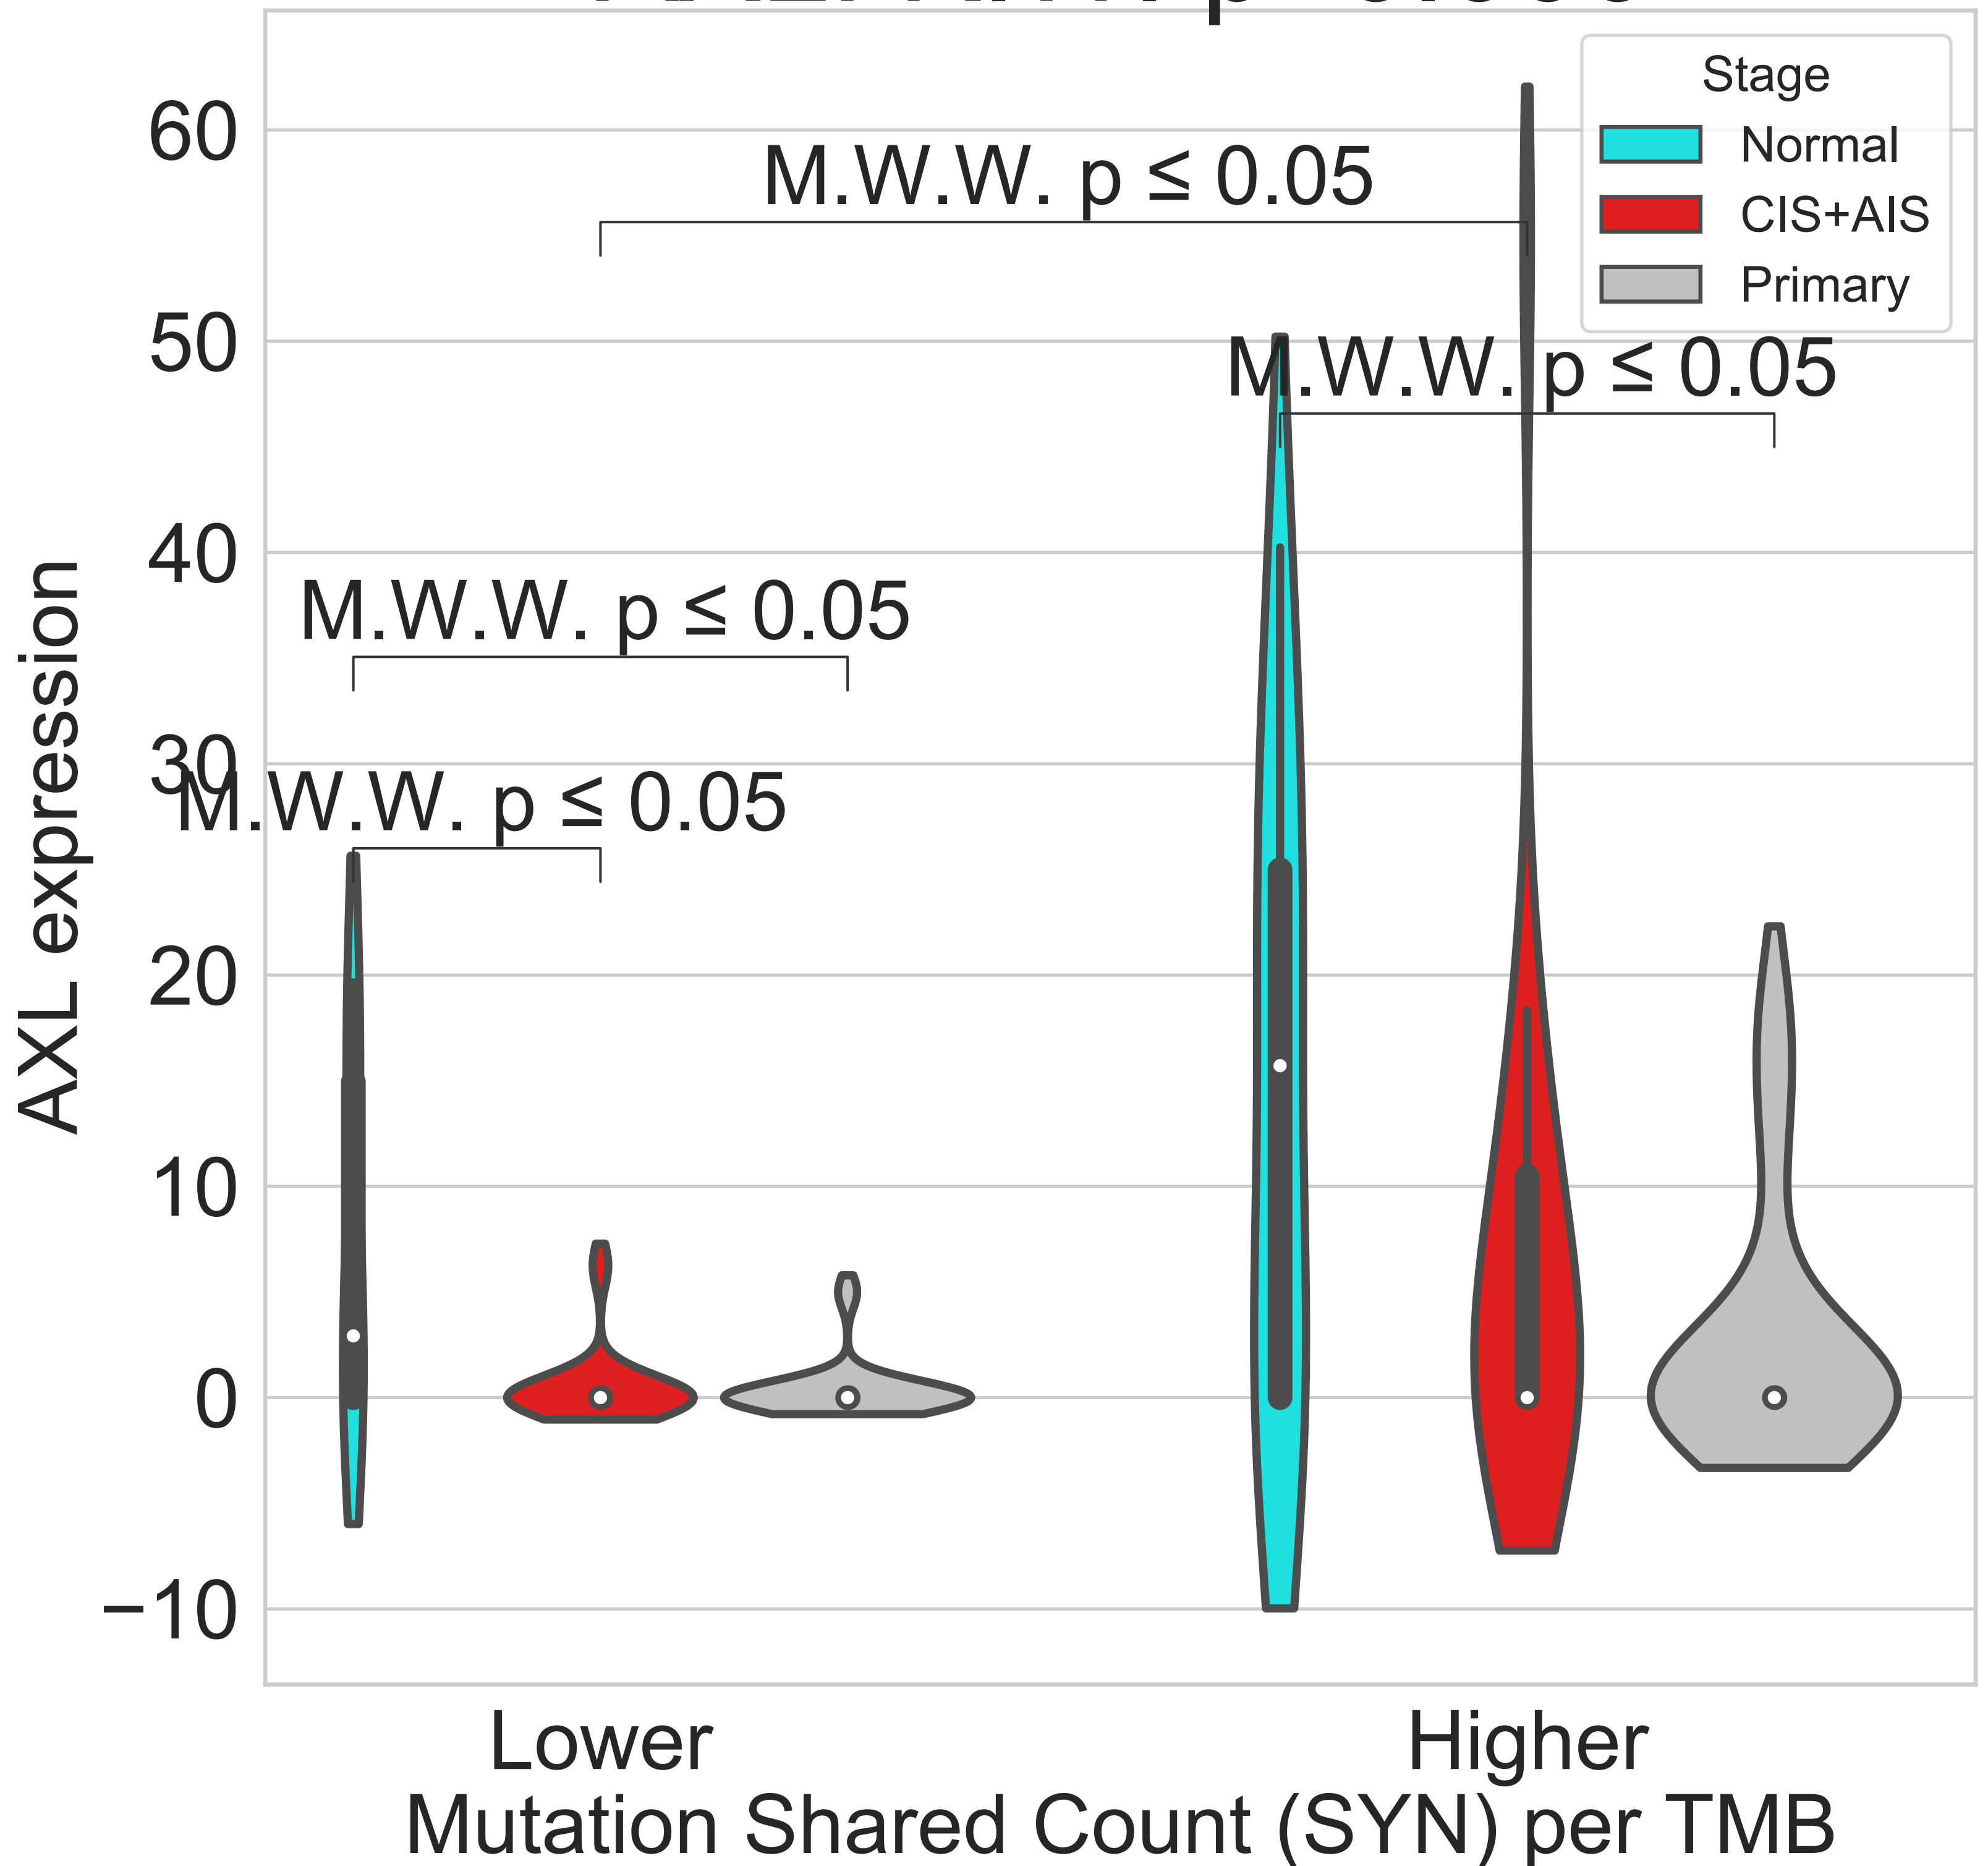 Stage
Normal
CIS+AIS
Primary
M.W.W. p ≤ 0.05
M.W.W. p ≤ 0.05
M.W.W. p ≤ 0.05
M.W.W. p ≤ 0.05
60
50
40
30
20
10
0
−10
AXL expression
Lower
Higher
Mutation Shared Count (SYN) per TMB